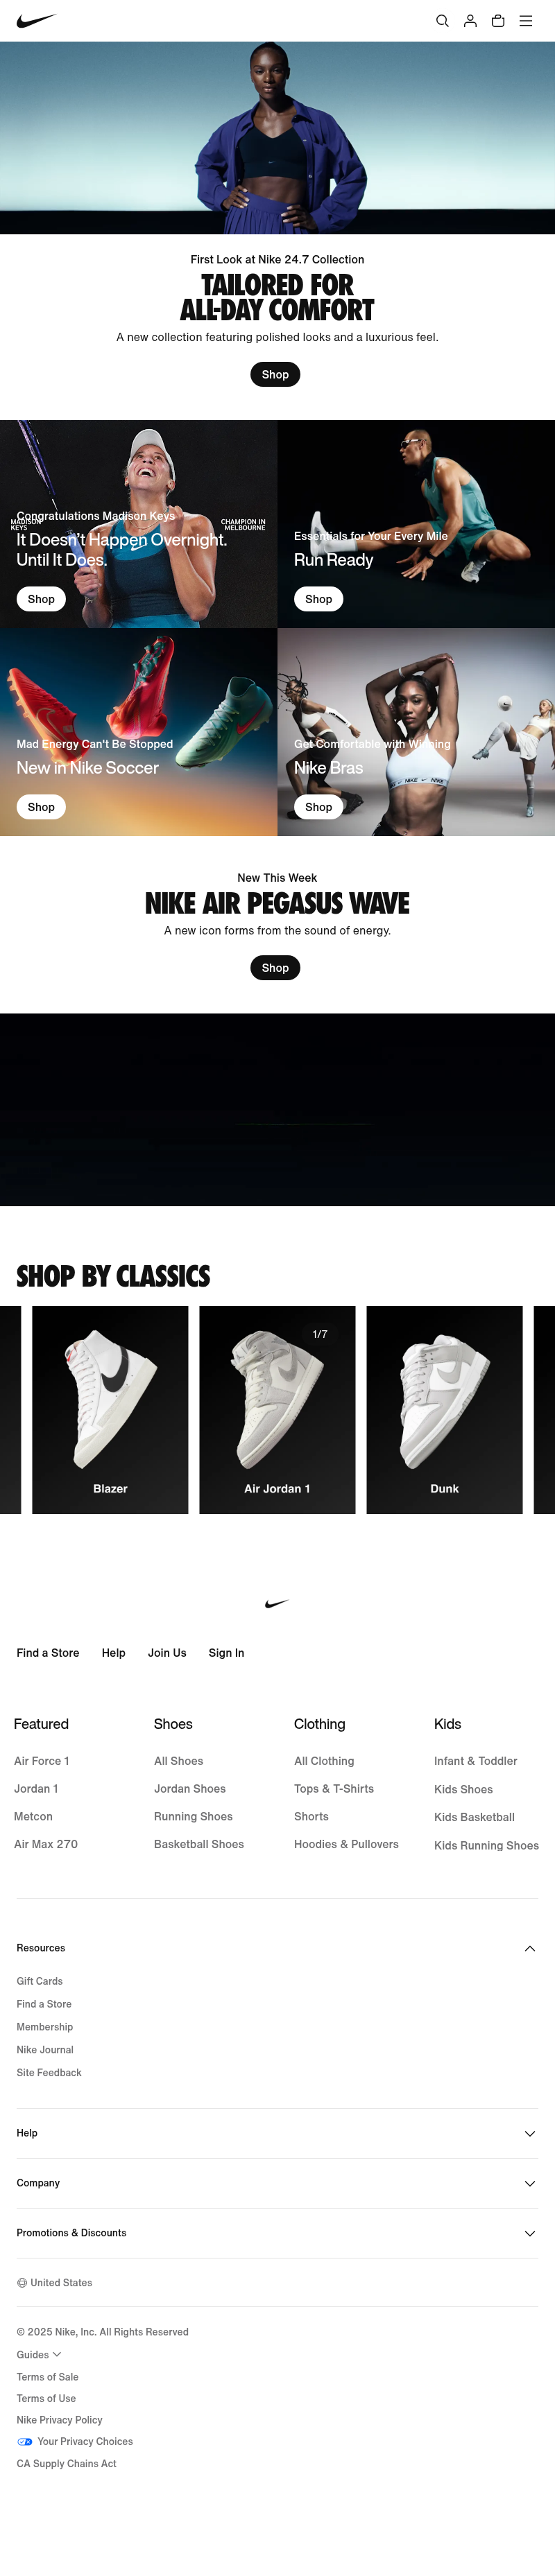 First Look at Nike 24.7 Collection
TAILORED FOR
ALL-DAY COMFORT
A new collection featuring polished looks and a luxurious feel.
Shop
Congratulations Madison Keys
MADISON
KEYS
CHAMPION IN
MELBOURNE
It Doesn't Happen Overnight.
Until It Does.
Shop
Essentials for Your Every Mile
Run Ready
Shop
Mad Energy Can't Be Stopped
New in Nike Soccer
Shop
Get Comfortable with Winning
Nike Bras
NIKE
NIKE
Shop
New This Week
NIKE AIR PEGASUS WAVE
A new icon forms from the sound of energy.
Shop
SHOP BY CLASSICS
1/7
Blazer
Air Jordan 1
Dunk
Find a Store
Help
Join Us
Sign In
Featured
Air Force 1
Jordan 1
Metcon
Air Max 270
Shoes
All Shoes
Jordan Shoes
Running Shoes
Basketball Shoes
Clothing
All Clothing
Tops & T-Shirts
Shorts
Hoodies & Pullovers
Kids
Infant & Toddler
Kids Shoes
Kids Basketball
Kids Running Shoes
Resources
Gift Cards
Find a Store
Membership
Nike Journal
Site Feedback
Help
Company
Promotions & Discounts
United States
© 2025 Nike, Inc. All Rights Reserved
Guides
Terms of Sale
Terms of Use
Nike Privacy Policy
Your Privacy Choices
CA Supply Chains Act